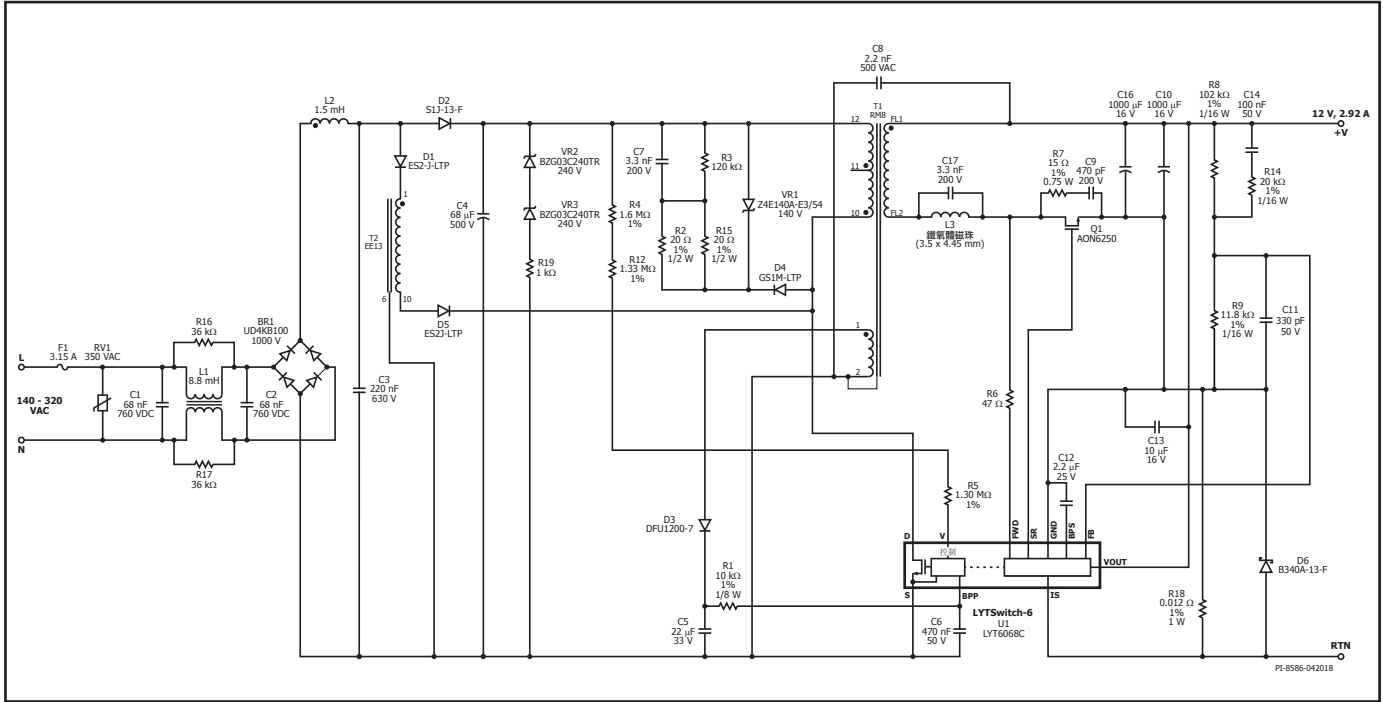 C8
2.2 nF
500 VAC
L2
1.5 mH
D2
S1J-13-F
T1
RM8
12
FL1
11
10
FL2
C16
1000 μF
16 V
C10
1000 μF
16 V
R8
102 kΩ
1%
1/16 W
C14
100 nF
50 V
12 V, 2.92 A
+V
D1
ES2-J-LTP
VR2
BZG03C240TR
240 V
C7
3.3 nF
200 V
R3
120 kΩ
C17
3.3 nF
200 V
R7
15 Ω
1%
0.75 W
C9
470 pF
200 V
R14
20 kΩ
1%
1/16 W
1
T2
EE13
6
10
C4
68 μF
500 V
VR3
BZG03C240TR
240 V
R4
1.6 MΩ
1%
VR1
Z4E140A-E3/54
140 V
L3
鐵氧體磁珠
(3.5 x 4.45 mm)
Q1
AON6250
R2
20 Ω
1%
1/2 W
R15
20 Ω
1%
1/2 W
R19
1 kΩ
R12
1.33 MΩ
1%
D4
GS1M-LTP
D5
ES2J-LTP
R9
11.8 kΩ
1%
1/16 W
C11
330 pF
50 V
L
F1
3.15 A
RV1
350 VAC
R16
36 kΩ
BR1
UD4KB100
1000 V
1
2
140 - 320
VAC
C1
68 nF
760 VDC
L1
8.8 mH
C2
68 nF
760 VDC
C3
220 nF
630 V
R6
47 Ω
N
R17
36 kΩ
C13
10 μF
16 V
C12
2.2 μF
25 V
R5
1.30 MΩ
1%
D3
DFU1200-7
D
V
FWD
SR
GND
BPS
FB
控制
VOUT
D6
B340A-13-F
R1
10 kΩ
1%
1/8 W
S
BPP
IS
R18
0.012 Ω
1%
1 W
LYTSwitch-6
U1
LYT6068C
C5
22 μF
33 V
C6
470 nF
50 V
RTN
PI-8586-042018